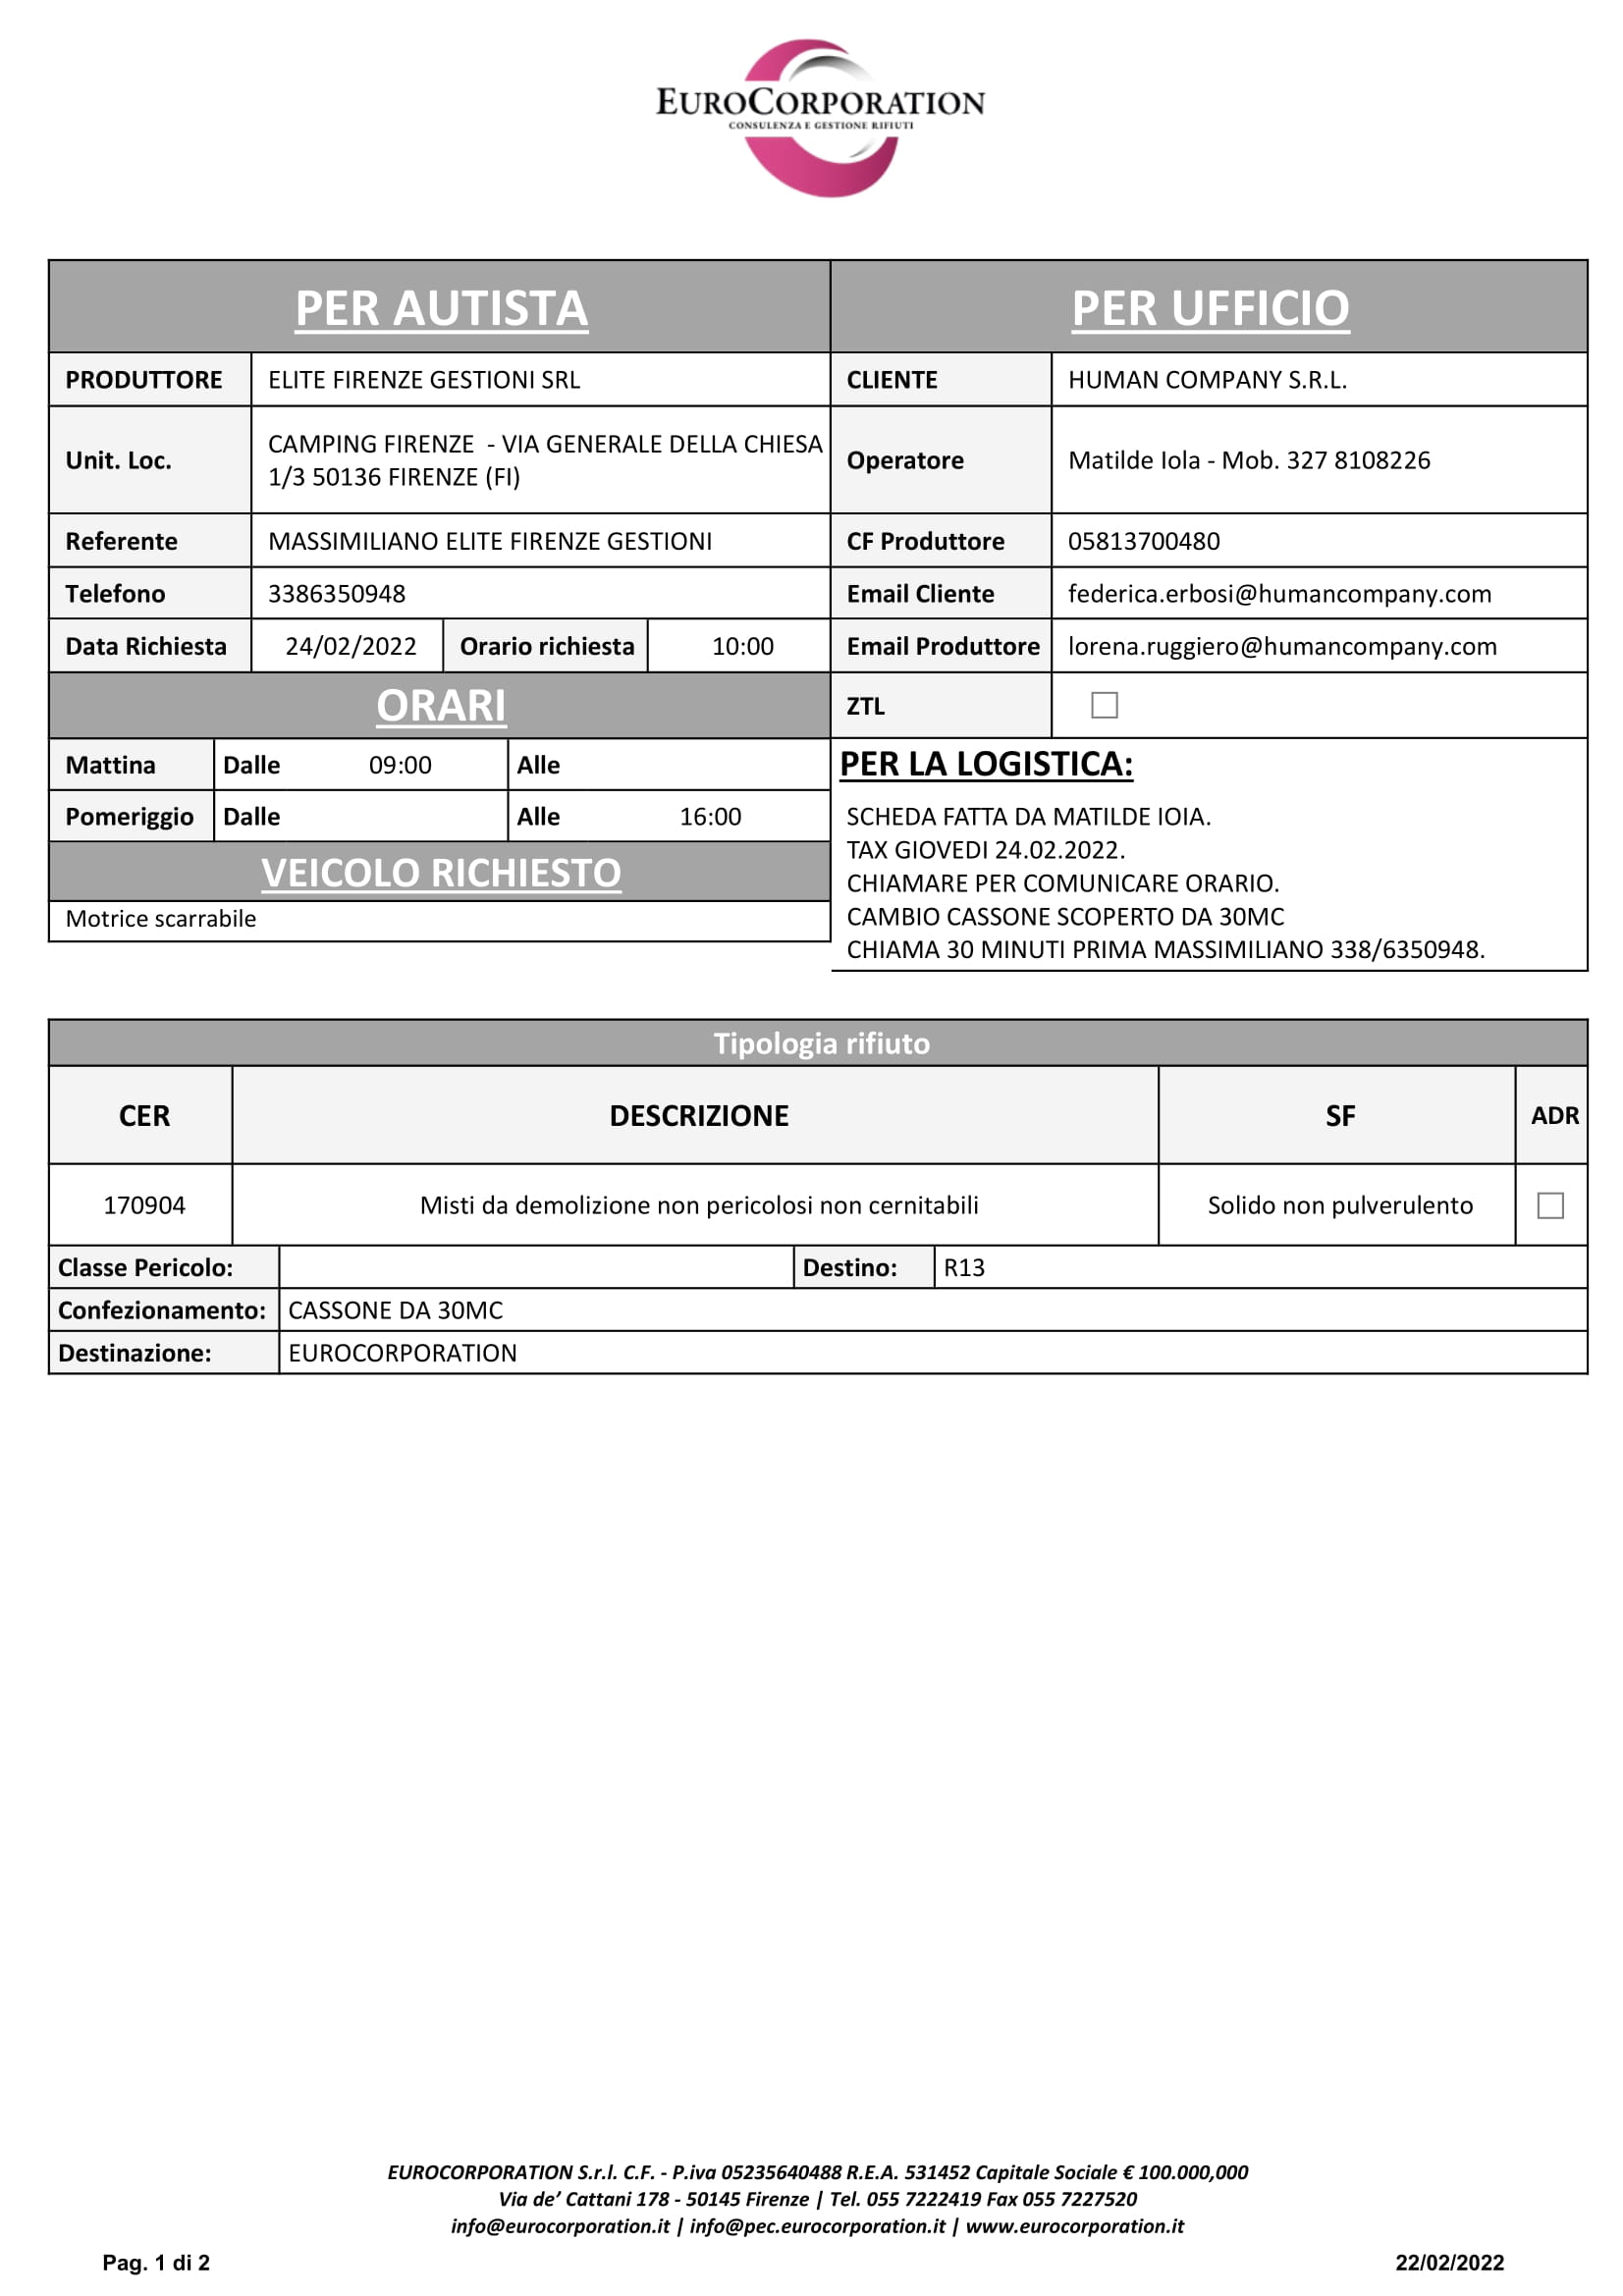 EUROCORPORATION
CONSULENZA E GESTIONE RIFIUTI
PER AUTISTA
PER UFFICIO
PRODUTTORE ELITE FIRENZE GESTIONI SRL
CLIENTE HUMAN COMPANY S.R.L.
Unit. Loc. CAMPING FIRENZE - VIA GENERALE DELLA CHIESA
1/3 50136 FIRENZE (FI)
Operatore Matilde Iola - Mob. 327 8108226
Referente MASSIMILIANO ELITE FIRENZE GESTIONI
CF Produttore 05813700480
Telefono 3386350948
Email Cliente federica.erbosi@humancompany.com
Data Richiesta 24/02/2022 Orario richiesta 10:00
Email Produttore lorena.ruggiero@humancompany.com
ORARI
ZTL
Mattina Dalle 09:00 Alle
Pomeriggio Dalle Alle 16:00
VEICOLO RICHIESTO
Motrice scarrabile
PER LA LOGISTICA:
SCHEDA FATTA DA MATILDE IOIA.
TAX GIOVEDI 24.02.2022.
CHIAMARE PER COMUNICARE ORARIO.
CAMBIO CASSONE SCOPERTO DA 30MC
CHIAMA 30 MINUTI PRIMA MASSIMILIANO 338/6350948.
Tipologia rifiuto
CER DESCRIZIONE SF ADR
170904 Misti da demolizione non pericolosi non cernitabili Solido non pulverulento
Classe Pericolo: Destino: R13
Confezionamento: CASSONE DA 30MC
Destinazione: EUROCORPORATION
EUROCORPORATION S.r.l. C.F. - P.iva 05235640488 R.E.A. 531452 Capitale Sociale € 100.000,000
Via de’ Cattani 178 - 50145 Firenze | Tel. 055 7222419 Fax 055 7227520
info@eurocorporation.it | info@pec.eurocorporation.it | www.eurocorporation.it
Pag. 1 di 2 22/02/2022